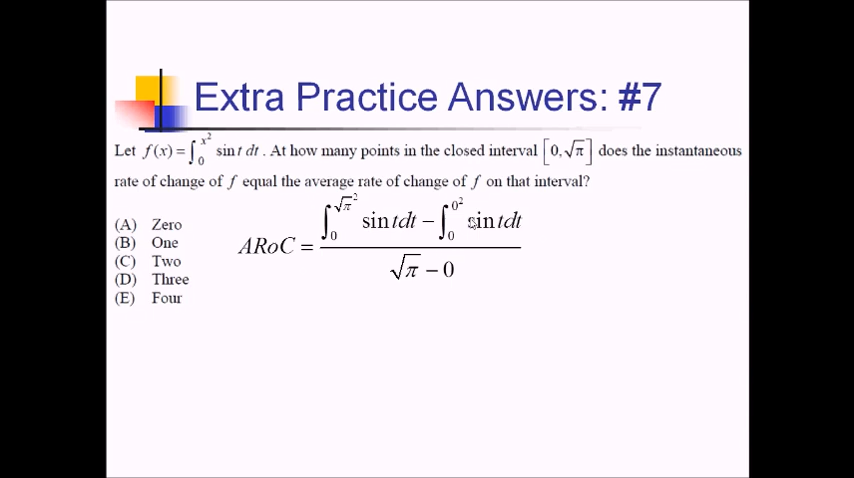 Extra Practice Answers: #7
Let f(x) = ∫₀^{x²} sin t dt . At how many points in the closed interval [0, √π] does the instantaneous
rate of change of f equal the average rate of change of f on that interval?
(A) Zero
(B) One
(C) Two
(D) Three
(E) Four
ARoC = (∫₀^{√π²} sin tdt − ∫₀^{0²} sin tdt) / (√π − 0)